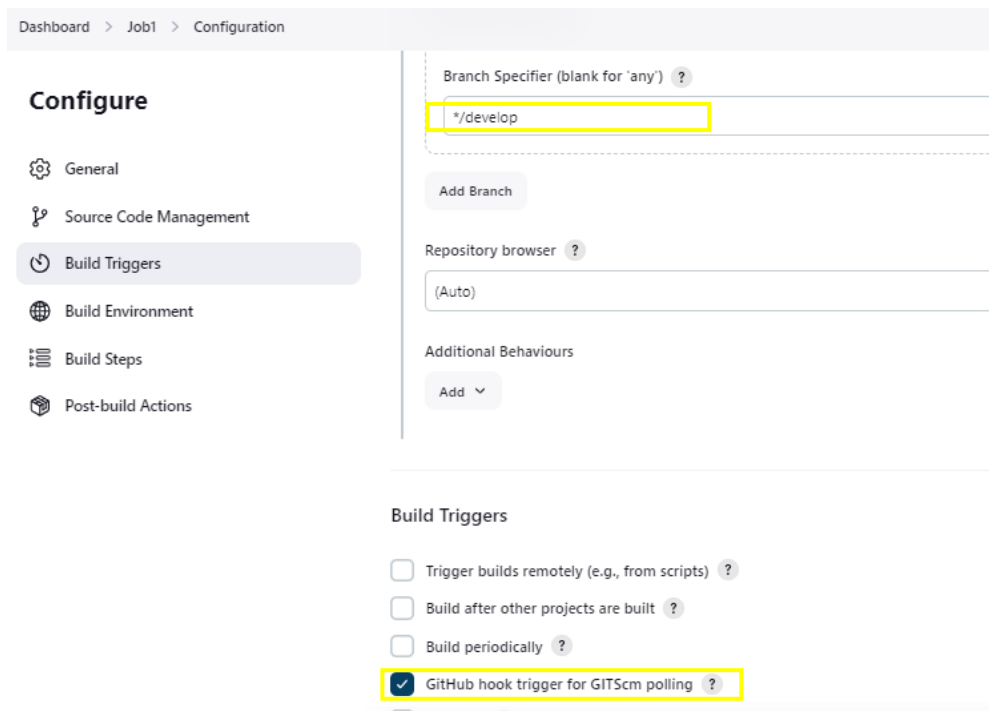 Dashboard > Job1 > Configuration
Configure
General
Source Code Management
Build Triggers
Build Environment
Build Steps
Post-build Actions
Branch Specifier (blank for 'any') ?
*/develop
Add Branch
Repository browser ?
(Auto)
Additional Behaviours
Add
Build Triggers
Trigger builds remotely (e.g., from scripts) ?
Build after other projects are built ?
Build periodically ?
GitHub hook trigger for GITScm polling ?